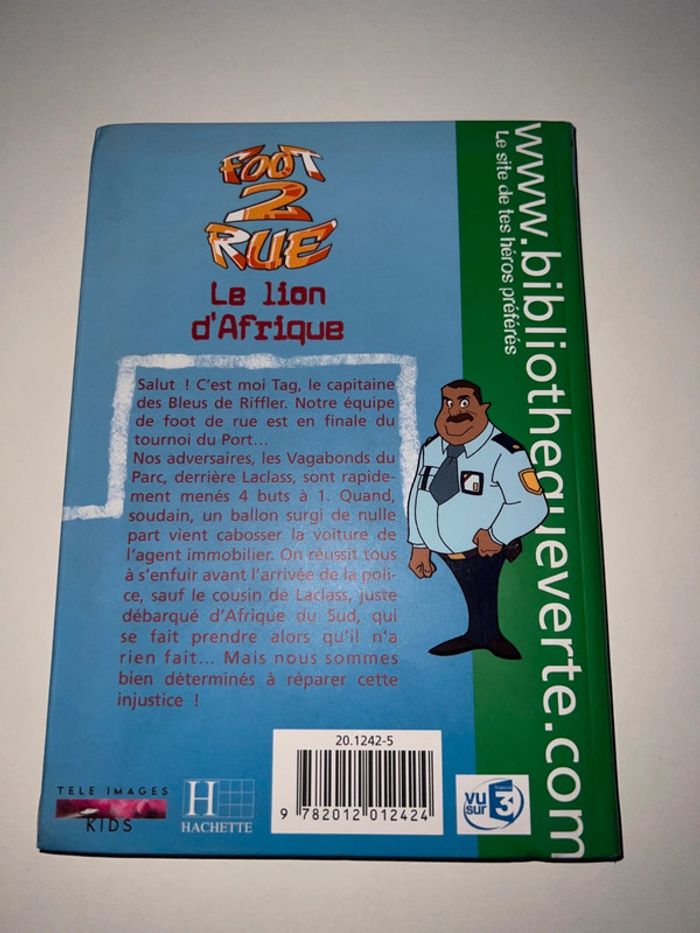 FOOT
2
RUE
Le lion
d'Afrique
Salut ! C'est moi Tag, le capitaine
des Bleus de Riffler. Notre équipe
de foot de rue est en finale du
tournoi du Port...
Nos adversaires, les Vagabonds du
Parc, derrière Laclass, sont rapide-
ment menés 4 buts à 1. Quand,
soudain, un ballon surgi de nulle
part vient cabosser la voiture de
l'agent immobilier. On réussit tous
à s'enfuir avant l'arrivée de la poli-
ce, sauf le cousin de Laclass, juste
débarqué d'Afrique du Sud, qui
se fait prendre alors qu'il n'a
rien fait... Mais nous sommes
bien déterminés à réparer cette
injustice !
www.bibliothequeverte.com
Le site de tes héros préférés
TELE IMAGES
KIDS
H
HACHETTE
20.1242-5
9 782012 012424
vu
sur
France
3